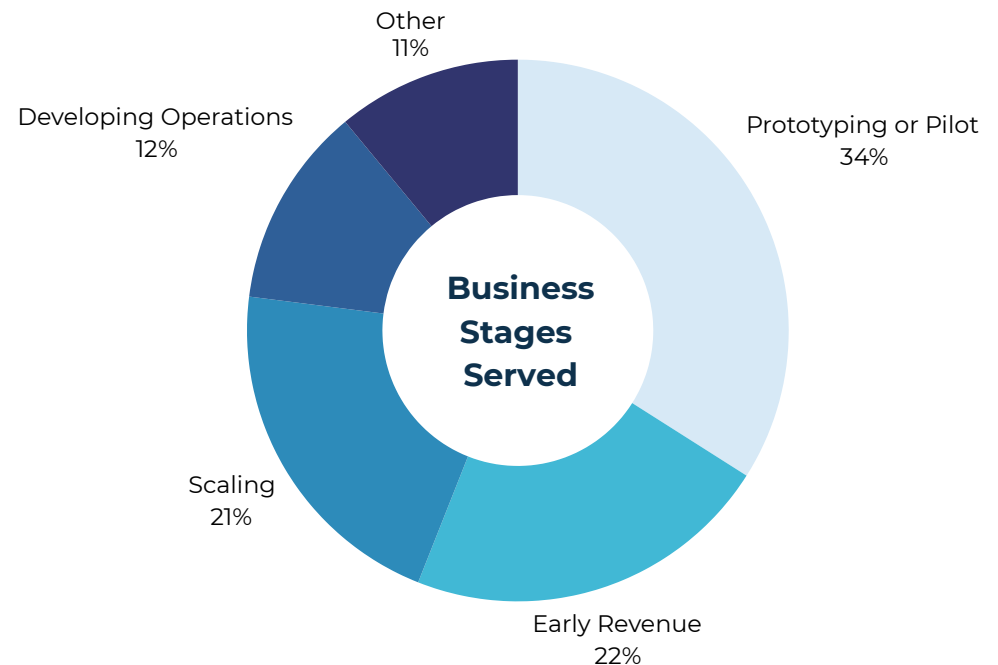 Other
11%
Developing Operations
12%
Prototyping or Pilot
34%
Business
Stages
Served
Scaling
21%
Early Revenue
22%